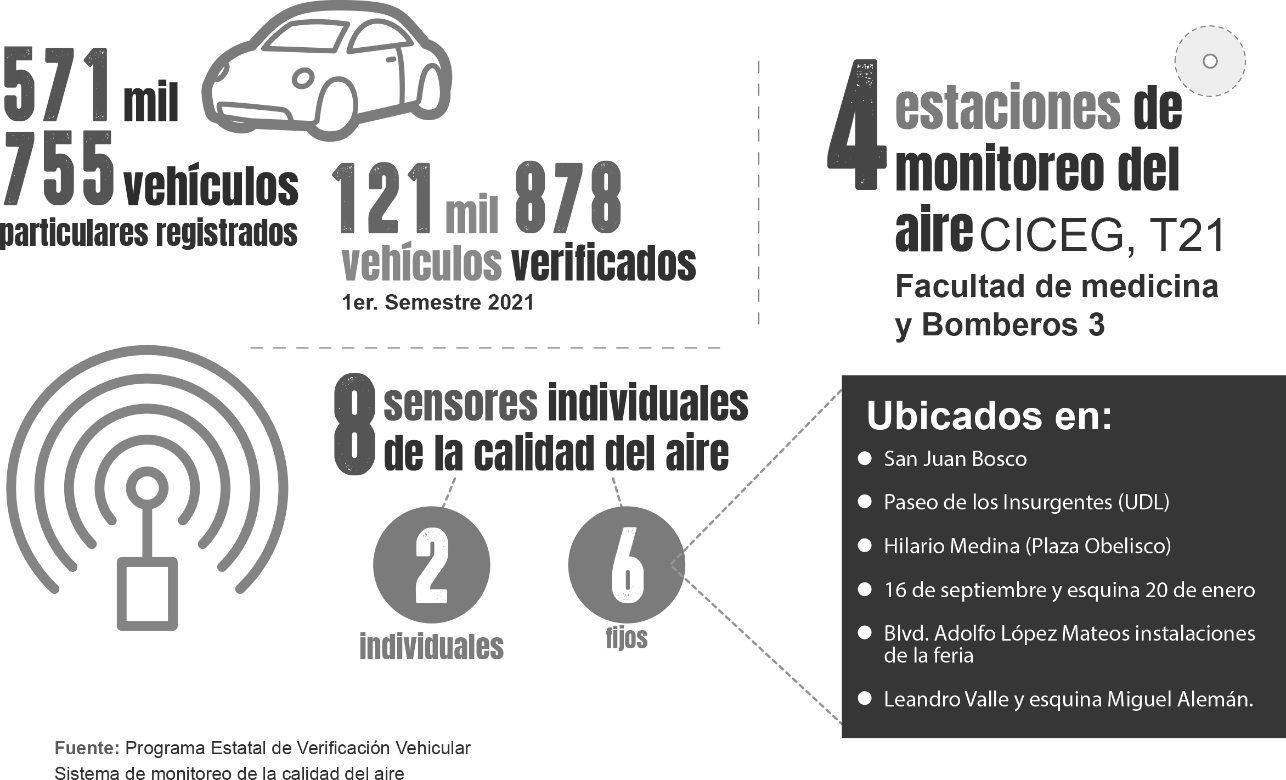 571 mil
755 vehículos
particulares registrados
121 mil 878
vehículos verificados
1er. Semestre 2021
4 estaciones de
monitoreo del
aire CICEG, T21
Facultad de medicina
y Bomberos 3
8 sensores individuales
de la calidad del aire
2
individuales
6
fijos
Ubicados en:
San Juan Bosco
Paseo de los Insurgentes (UDL)
Hilario Medina (Plaza Obelisco)
16 de septiembre y esquina 20 de enero
Blvd. Adolfo López Mateos instalaciones
de la feria
Leandro Valle y esquina Miguel Alemán.
Fuente: Programa Estatal de Verificación Vehicular
Sistema de monitoreo de la calidad del aire